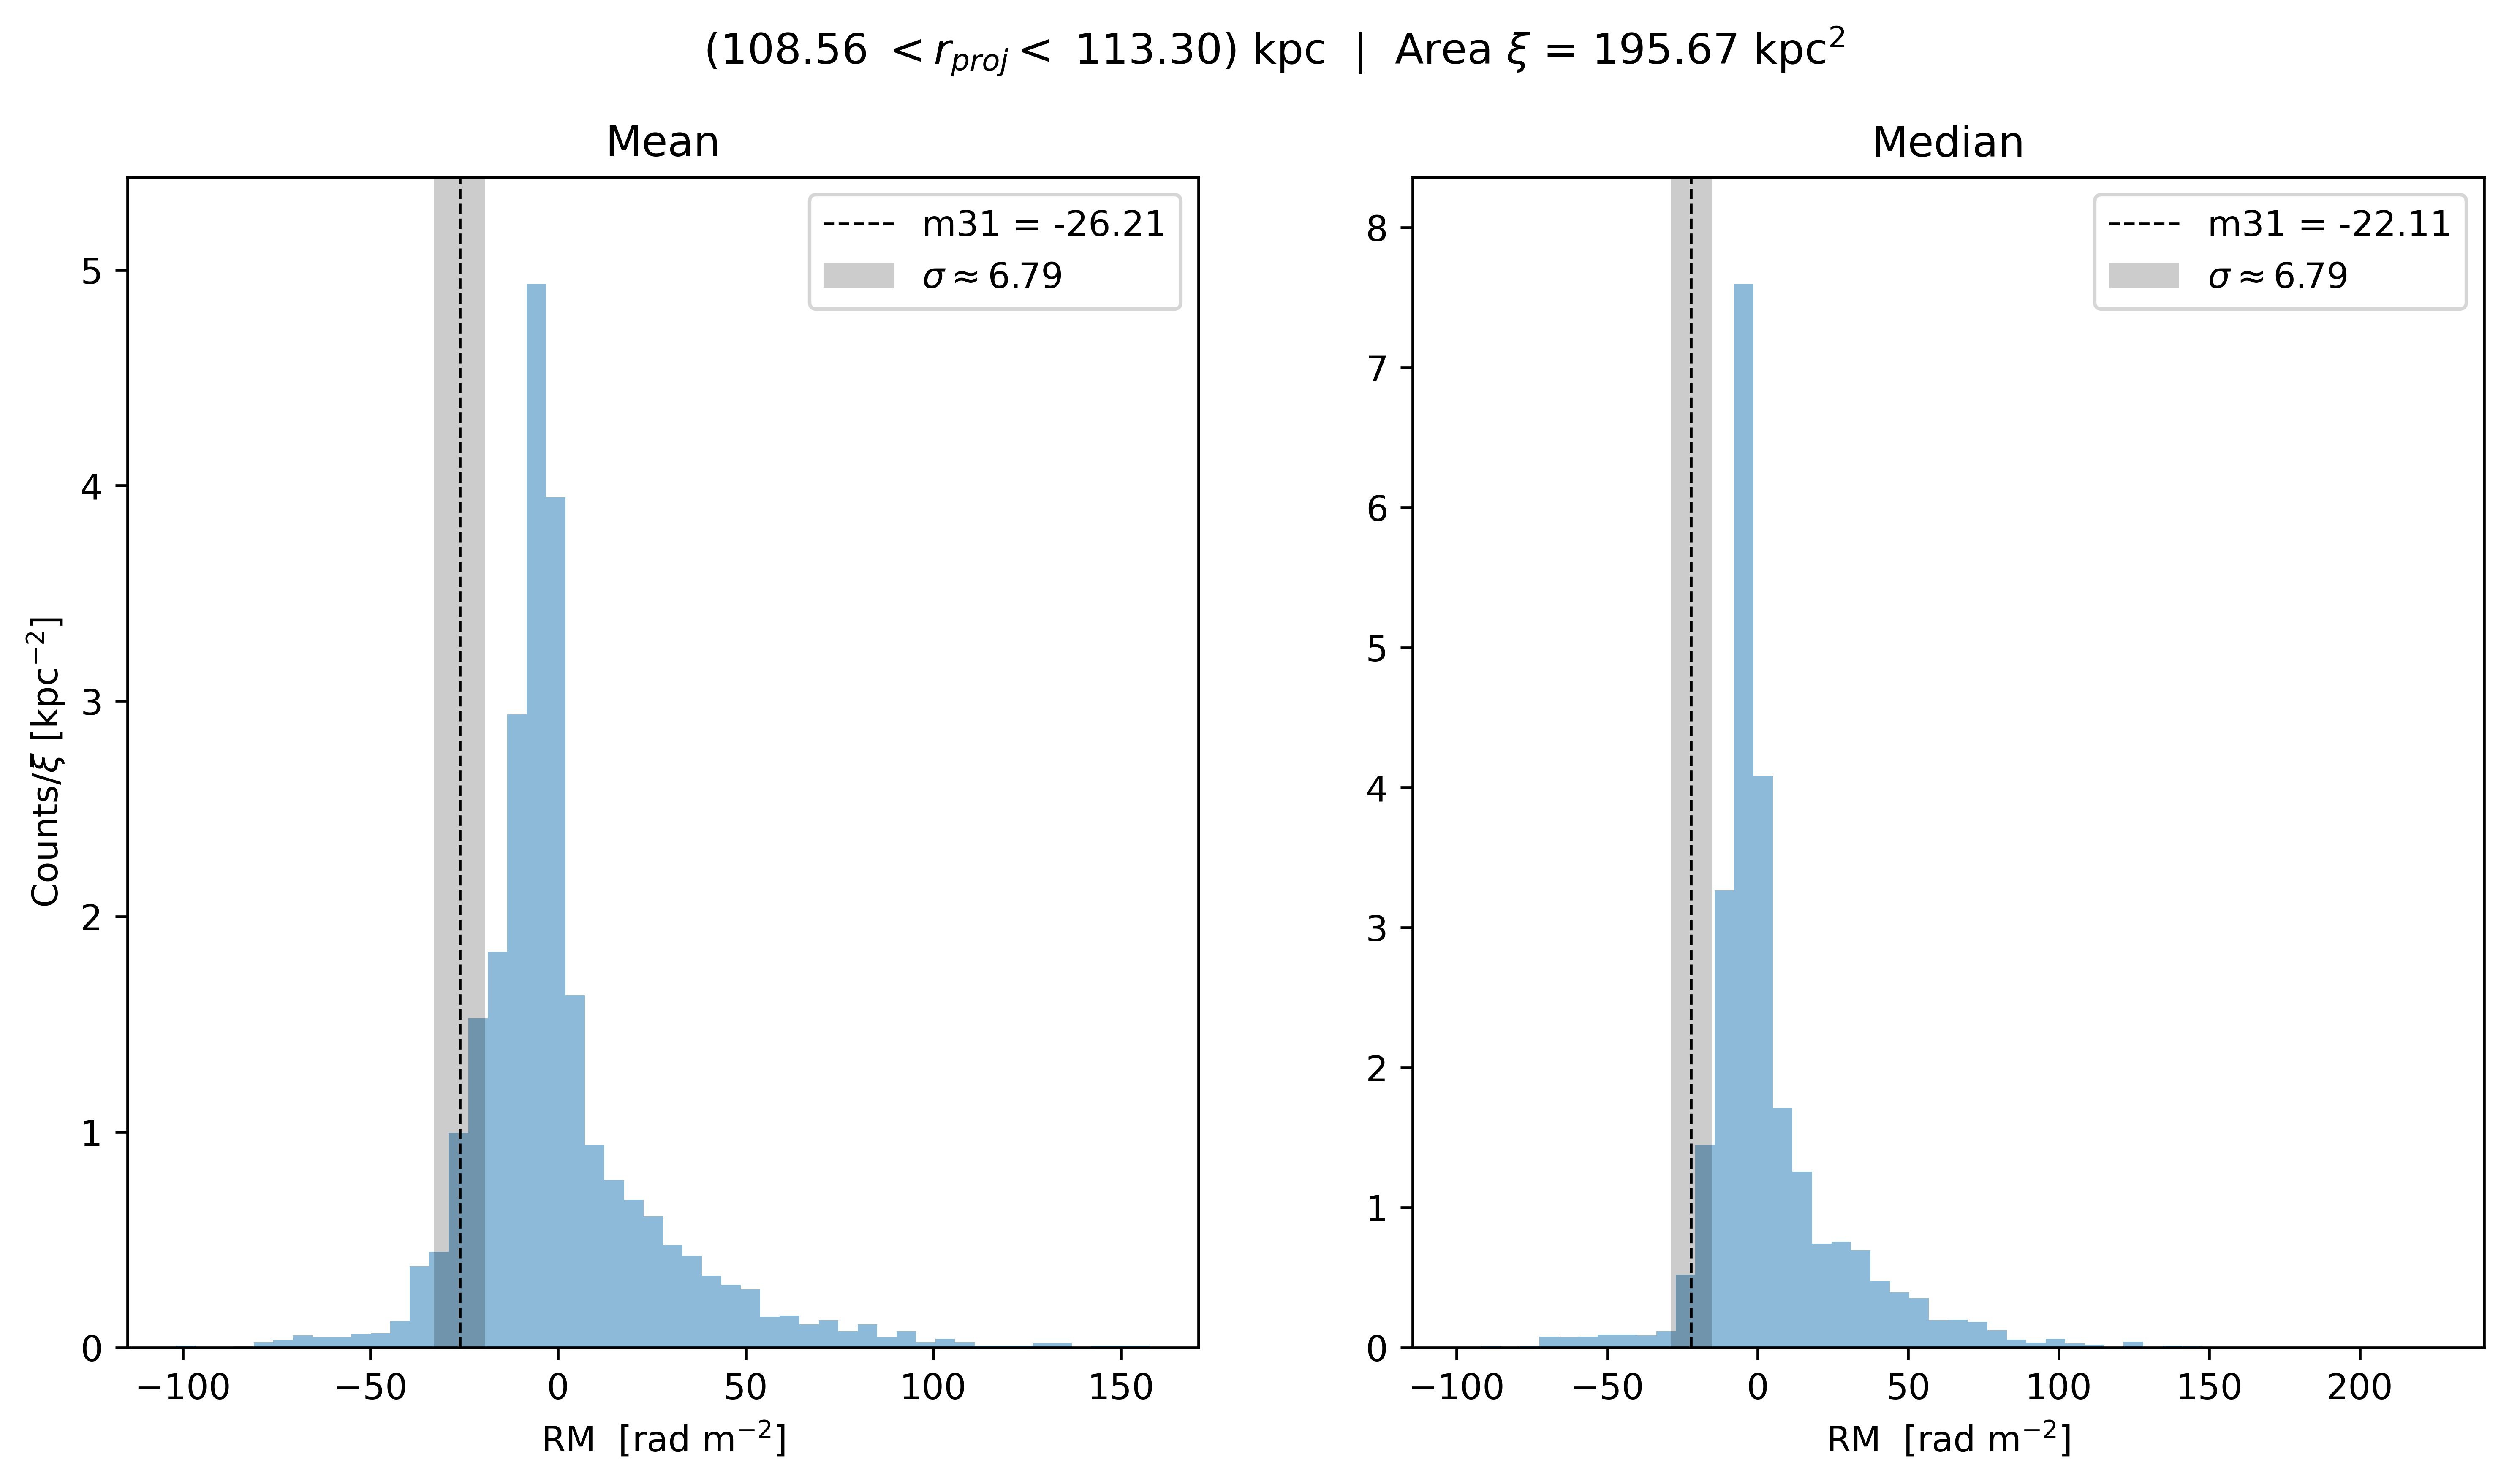 (108.56 < r_proj < 113.30) kpc | Area ξ = 195.67 kpc²
Mean
m31 = -26.21
σ ≈ 6.79
Counts/ξ [kpc⁻²]
5
4
3
2
1
0
−100 −50 0 50 100 150
RM [rad m⁻²]
Median
m31 = -22.11
σ ≈ 6.79
8
7
6
5
4
3
2
1
0
−100 −50 0 50 100 150 200
RM [rad m⁻²]